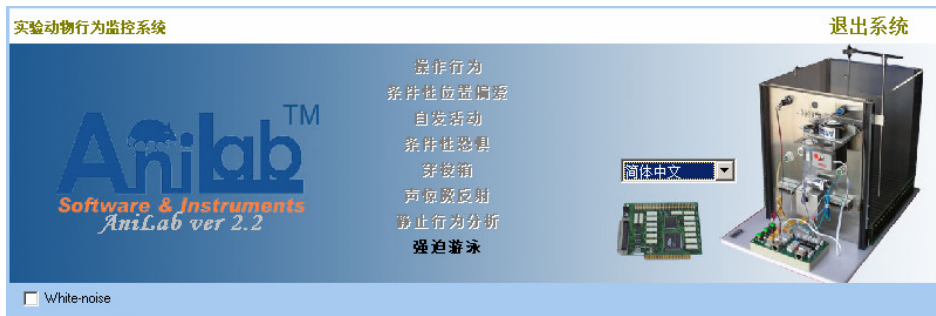 实验动物行为监控系统
退出系统
操作行为
条件性位置偏爱
自发活动
条件性恐惧
穿梭箱
声惊厥反射
静止行为分析
强迫游泳
AniLab TM
Software & Instruments
AniLab ver 2.2
简体中文
White-noise